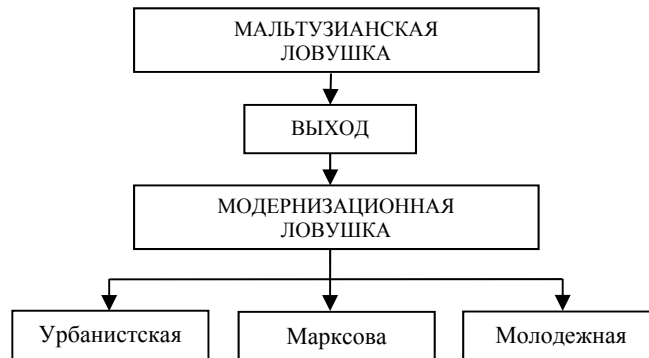 МАЛЬТУЗИАНСКАЯ
ЛОВУШКА
ВЫХОД
МОДЕРНИЗАЦИОННАЯ
ЛОВУШКА
Урбанистская
Марксова
Молодежная